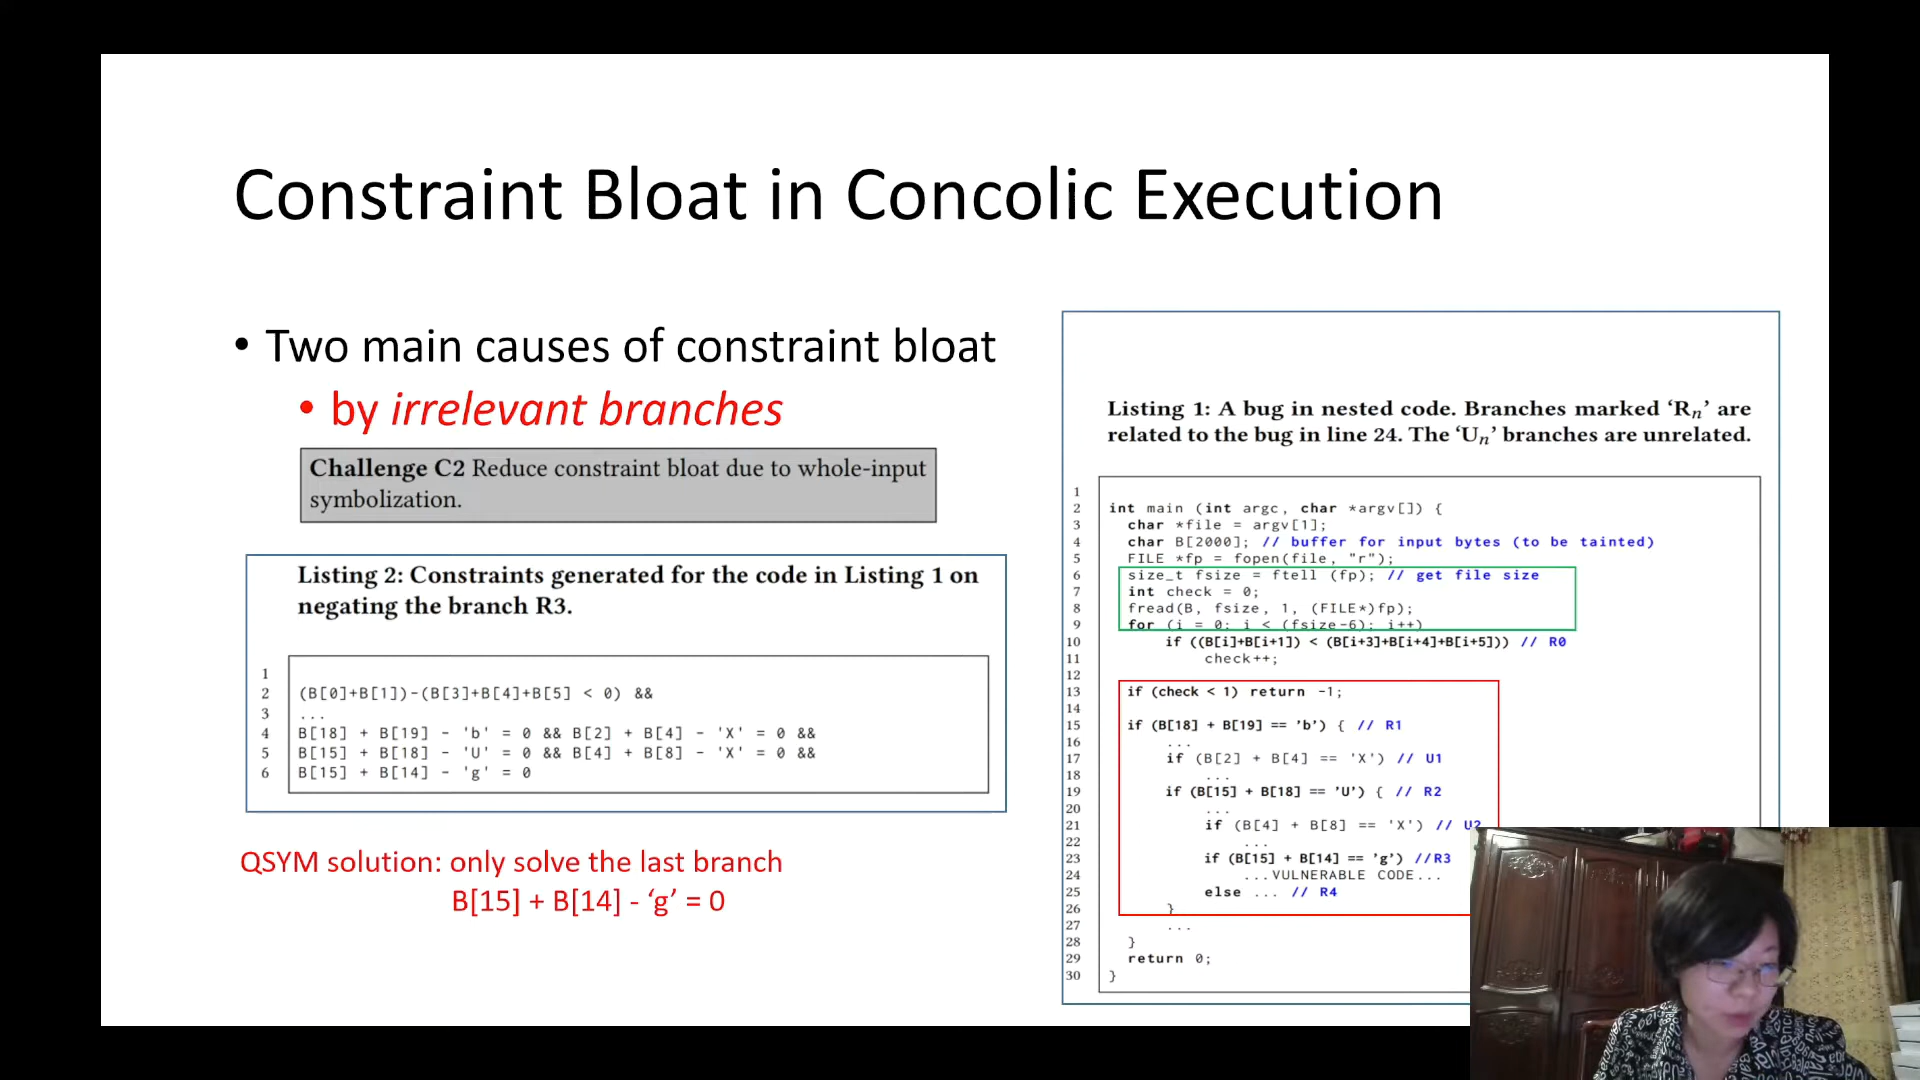 Constraint Bloat in Concolic Execution
• Two main causes of constraint bloat
• by irrelevant branches
Challenge C2 Reduce constraint bloat due to whole-input
symbolization.
Listing 2: Constraints generated for the code in Listing 1 on
negating the branch R3.
1
2 (B[0]+B[1])-(B[3]+B[4]+B[5] < 0) &&
3 ...
4 B[18] + B[19] - 'b' = 0 && B[2] + B[4] - 'X' = 0 &&
5 B[15] + B[18] - 'U' = 0 && B[4] + B[8] - 'X' = 0 &&
6 B[15] + B[14] - 'g' = 0
QSYM solution: only solve the last branch
B[15] + B[14] - ‘g’ = 0
Listing 1: A bug in nested code. Branches marked ‘Rn’ are
related to the bug in line 24. The ‘Un’ branches are unrelated.
1
2 int main (int argc, char *argv[]) {
3 char *file = argv[1];
4 char B[2000]; // buffer for input bytes (to be tainted)
5 FILE *fp = fopen(file, "r");
6 size_t fsize = ftell (fp); // get file size
7 int check = 0;
8 fread(B, fsize, 1, (FILE*)fp);
9 for (i = 0; i < (fsize-6); i++)
10 if ((B[i]+B[i+1]) < (B[i+3]+B[i+4]+B[i+5])) // R0
11 check++;
12
13 if (check < 1) return -1;
14
15 if (B[18] + B[19] == 'b') { // R1
16 ...
17 if (B[2] + B[4] == 'X') // U1
18 ...
19 if (B[15] + B[18] == 'U') { // R2
20 ...
21 if (B[4] + B[8] == 'X') // U2
22 ...
23 if (B[15] + B[14] == 'g') //R3
24 ...VULNERABLE CODE...
25 else ... // R4
26 }
27 ...
28 }
29 return 0;
30 }